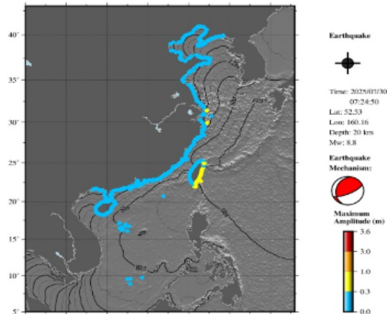 Earthquake
Time: 2025/07/30
07:24:50
Lat: 52.53
Lon: 160.16
Depth: 20 km
Mw: 8.8
Earthquake
Mechanism:
Maximum
Amplitude (m)
3.6
3.0
1.0
0.3
0.0
40°
35°
30°
25°
20°
15°
10°
5°